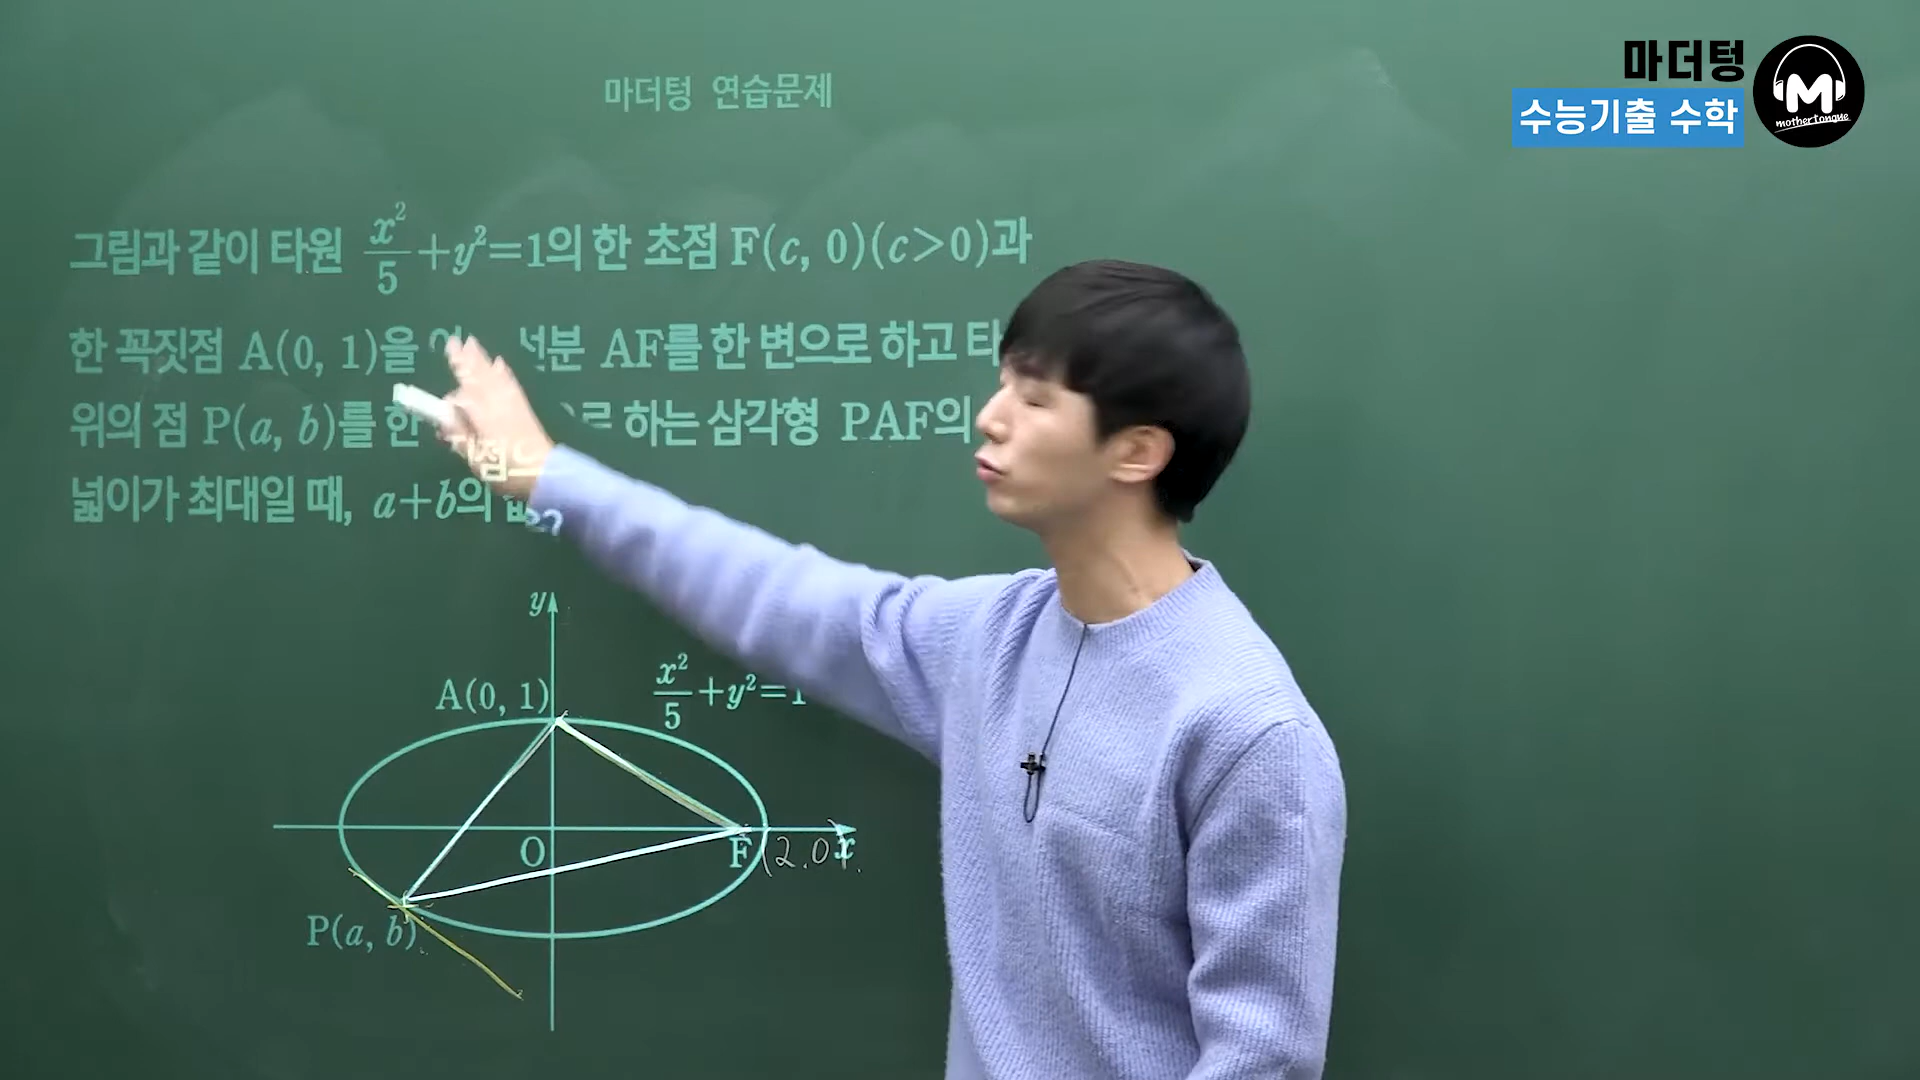 마더텅
수능기출 수학
M
mothertongue
마더텅 연습문제
그림과 같이 타원 x²/5+y²=1의 한 초점 F(c, 0)(c>0)과
한 꼭짓점 A(0, 1)을 선분 AF를 한 변으로 하고 타
위의 점 P(a, b)를 한 로 하는 삼각형 PAF의
넓이가 최대일 때, a+b의
y
A(0, 1)
x²/5+y²=1
O
F(2.0)
x
P(a, b)